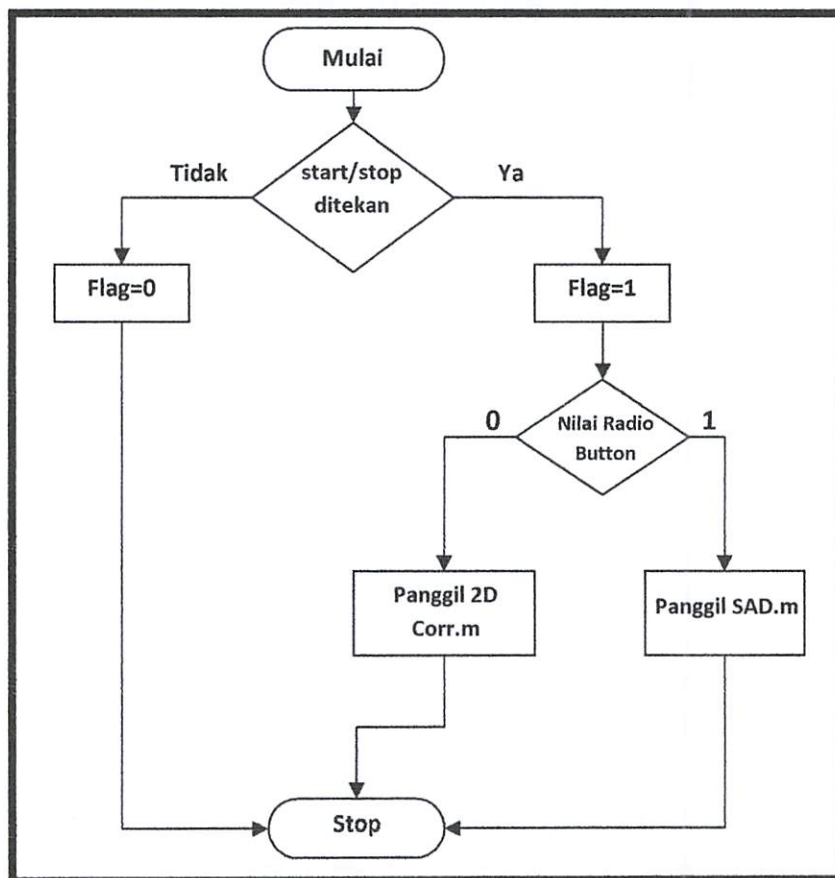 Mulai
Tidak
start/stop
ditekan
Ya
Flag=0
Flag=1
0
Nilai Radio
Button
1
Panggil 2D
Corr.m
Panggil SAD.m
Stop